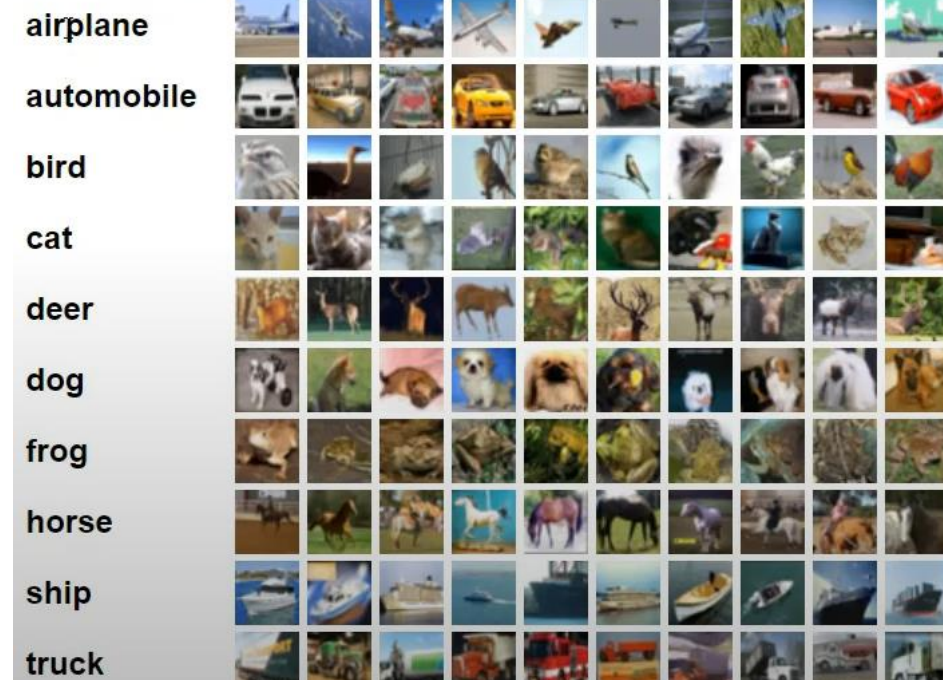 airplane
automobile
bird
cat
deer
dog
frog
horse
ship
truck